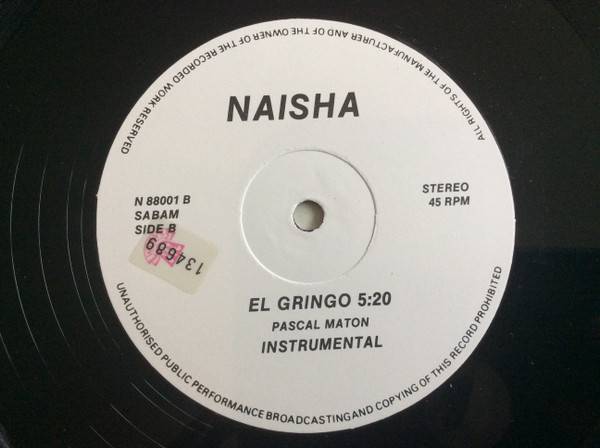 ALL RIGHTS OF THE MANUFACTURER AND OF THE OWNER OF THE RECORDED WORK RESERVED
NAISHA
N 88001 B
SABAM
SIDE B
STEREO
45 RPM
134689
EL GRINGO 5:20
PASCAL MATON
INSTRUMENTAL
UNAUTHORISED PUBLIC PERFORMANCE BROADCASTING AND COPYING OF THIS RECORD PROHIBITED